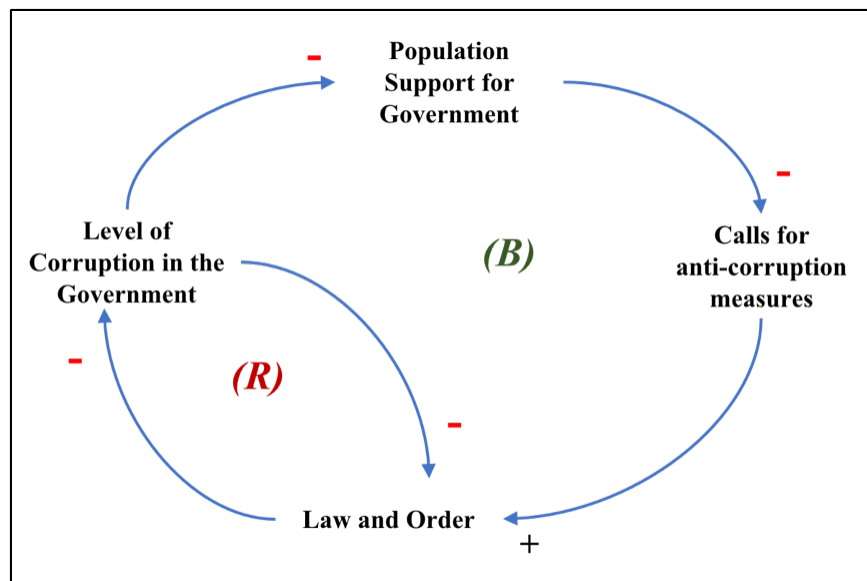 -
Population
Support for
Government
-
Level of
Corruption in the
Government
(B)
Calls for
anti-corruption
measures
-
(R)
-
Law and Order
+